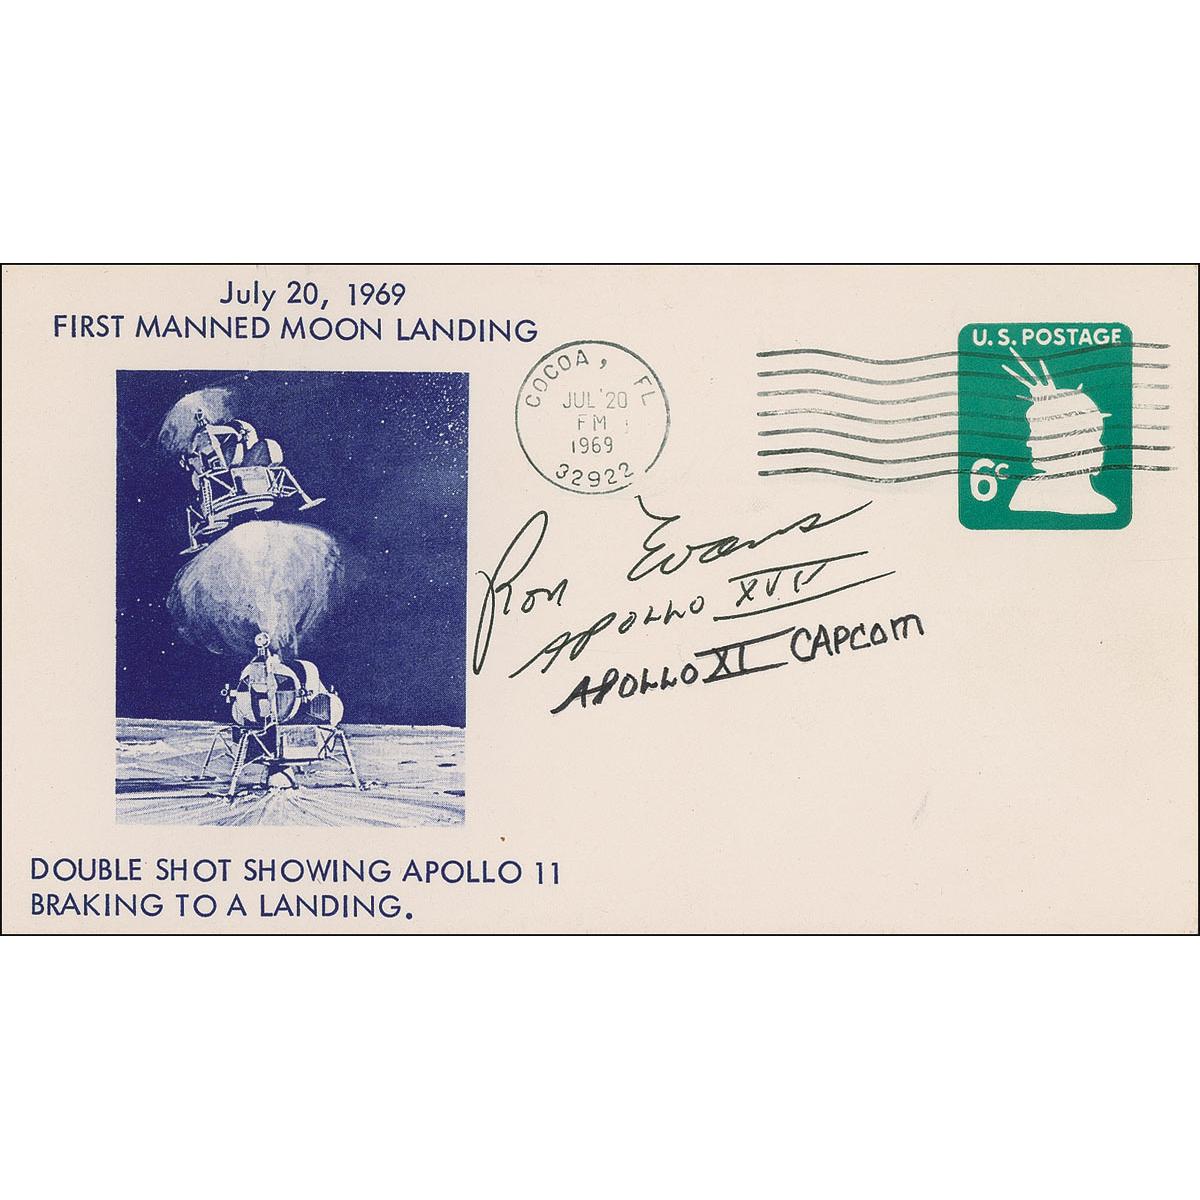 July 20, 1969
FIRST MANNED MOON LANDING
COCOA, FL
JUL 20
PM
1969
32922
U.S. POSTAGE
6c
Ron Evans
APOLLO XVII
APOLLO XI CAPCOM
DOUBLE SHOT SHOWING APOLLO 11
BRAKING TO A LANDING.